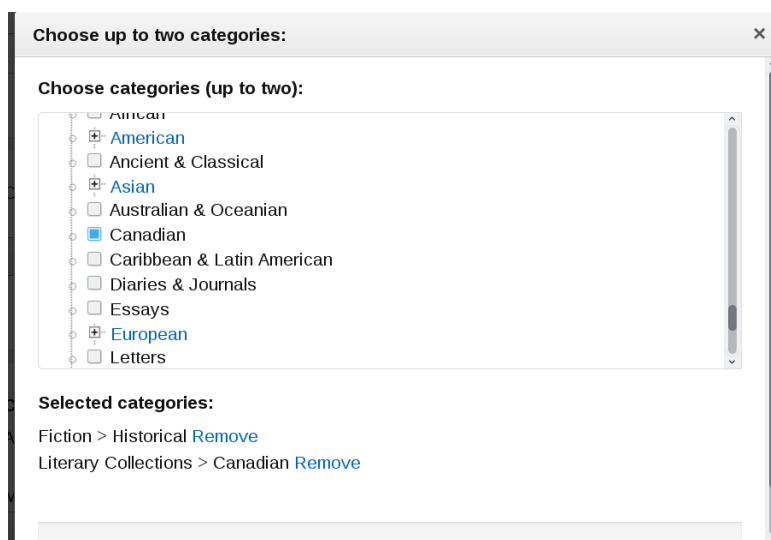 Choose up to two categories:
×
Choose categories (up to two):
African
American
Ancient & Classical
Asian
Australian & Oceanian
Canadian
Caribbean & Latin American
Diaries & Journals
Essays
European
Letters
Selected categories:
Fiction > Historical Remove
Literary Collections > Canadian Remove